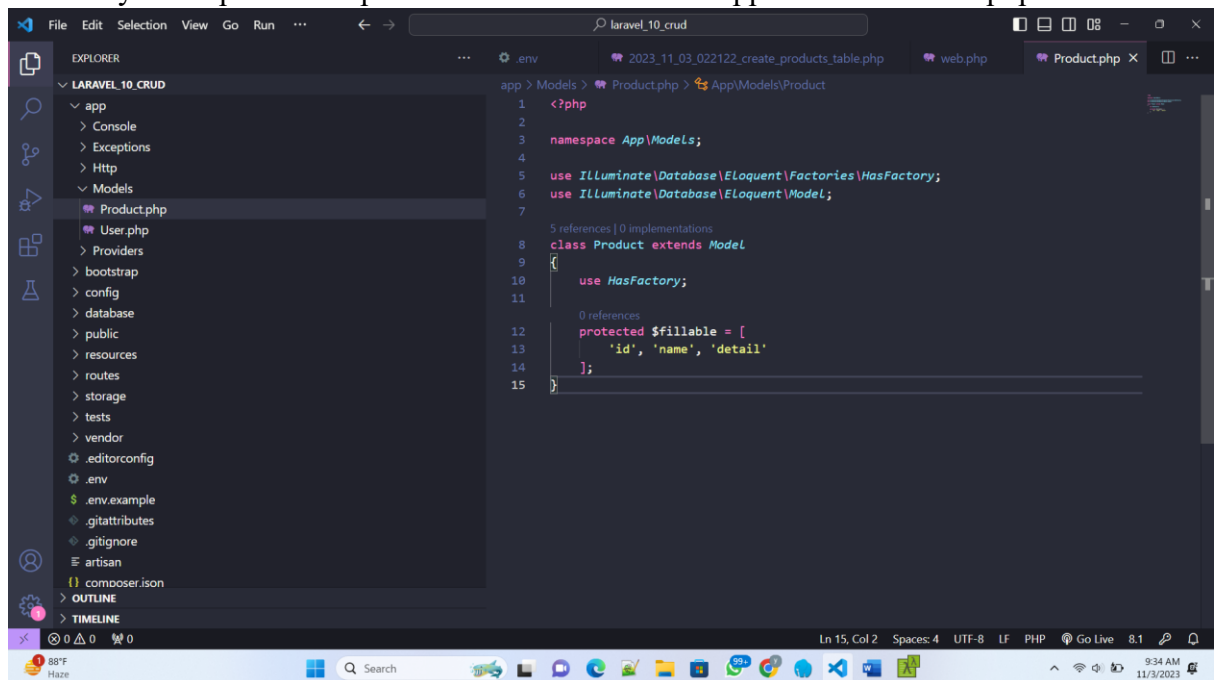 File Edit Selection View Go Run ... laravel_10_crud
EXPLORER ...
LARAVEL_10_CRUD
app
Console
Exceptions
Http
Models
Product.php
User.php
Providers
bootstrap
config
database
public
resources
routes
storage
tests
vendor
.editorconfig
.env
$ .env.example
.gitattributes
.gitignore
artisan
{} composer.json
OUTLINE
TIMELINE
.env 2023_11_03_022122_create_products_table.php web.php Product.php
app > Models > Product.php > App\Models\Product
1 <?php
2
3 namespace App\Models;
4
5 use Illuminate\Database\Eloquent\Factories\HasFactory;
6 use Illuminate\Database\Eloquent\Model;
7
5 references | 0 implementations
8 class Product extends Model
9 {
10 use HasFactory;
11
0 references
12 protected $fillable = [
13 'id', 'name', 'detail'
14 ];
15 }
0 0 0 Ln 15, Col 2 Spaces: 4 UTF-8 LF PHP Go Live 8.1
1 88°F Search 99+ 9:34 AM
Haze 11/3/2023